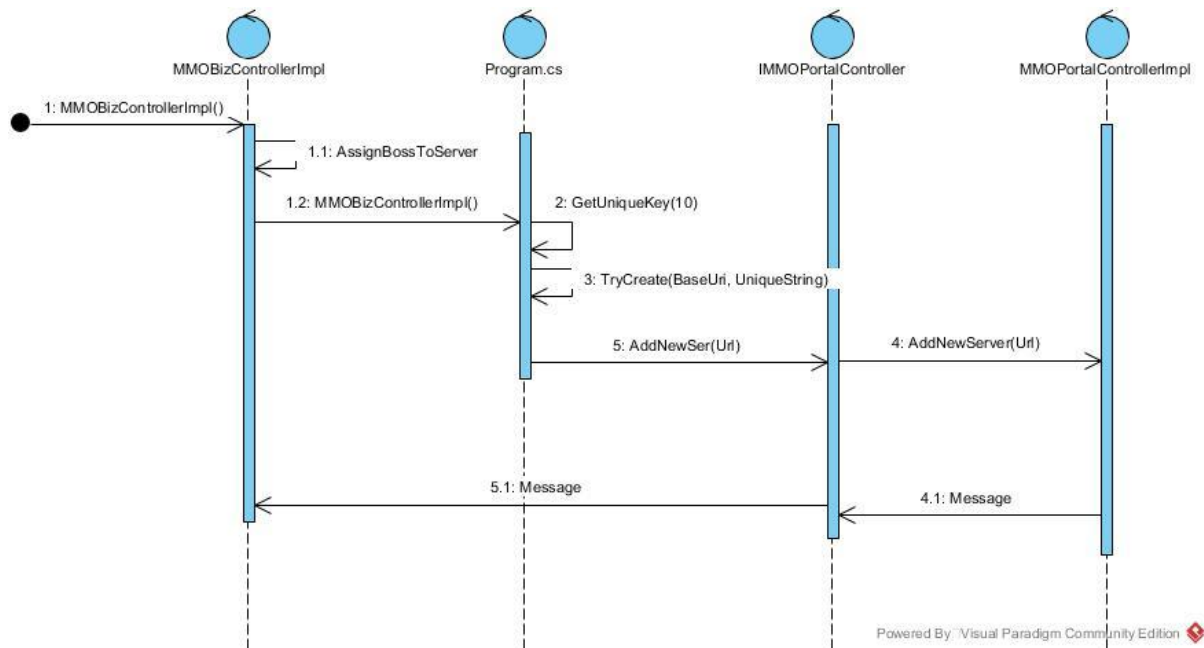 MMOBizControllerImpl
Program.cs
IMMOPortalController
MMOPortalControllerImpl
1: MMOBizControllerImpl()
1.1: AssignBossToServer
1.2: MMOBizControllerImpl()
2: GetUniqueKey(10)
3: TryCreate(BaseUri, UniqueString)
5: AddNewSer(Url)
4: AddNewServer(Url)
5.1: Message
4.1: Message
Powered By Visual Paradigm Community Edition